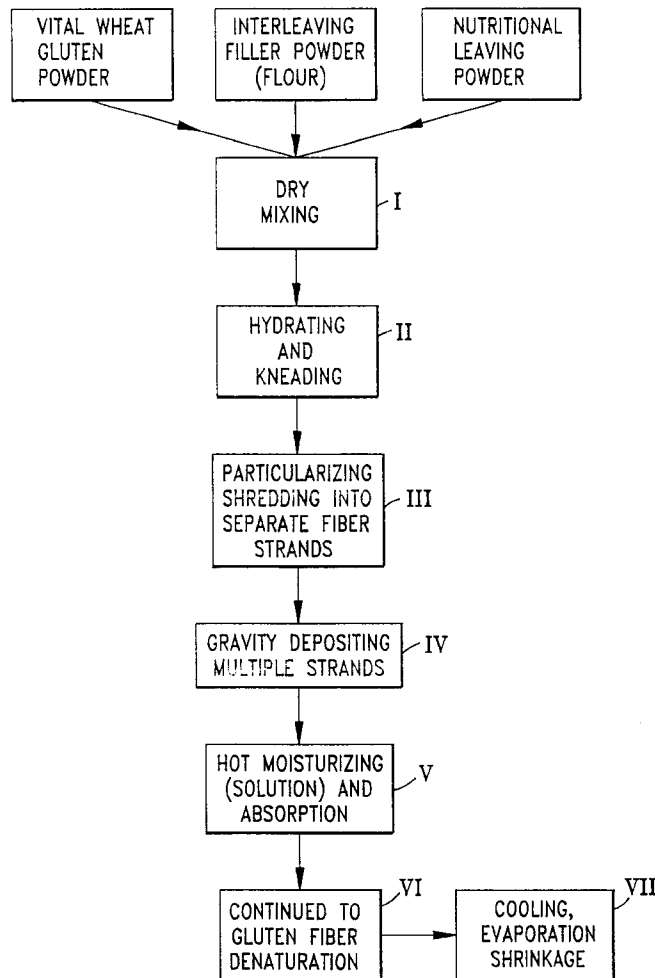 VITAL WHEAT
GLUTEN
POWDER
INTERLEAVING
FILLER POWDER
(FLOUR)
NUTRITIONAL
LEAVING
POWDER
DRY
MIXING
I
HYDRATING
AND
KNEADING
II
PARTICULARIZING
SHREDDING INTO
SEPARATE FIBER
STRANDS
III
GRAVITY DEPOSITING
MULTIPLE STRANDS
IV
HOT MOISTURIZING
(SOLUTION) AND
ABSORPTION
V
CONTINUED TO
GLUTEN FIBER
DENATURATION
VI
COOLING,
EVAPORATION
SHRINKAGE
VII